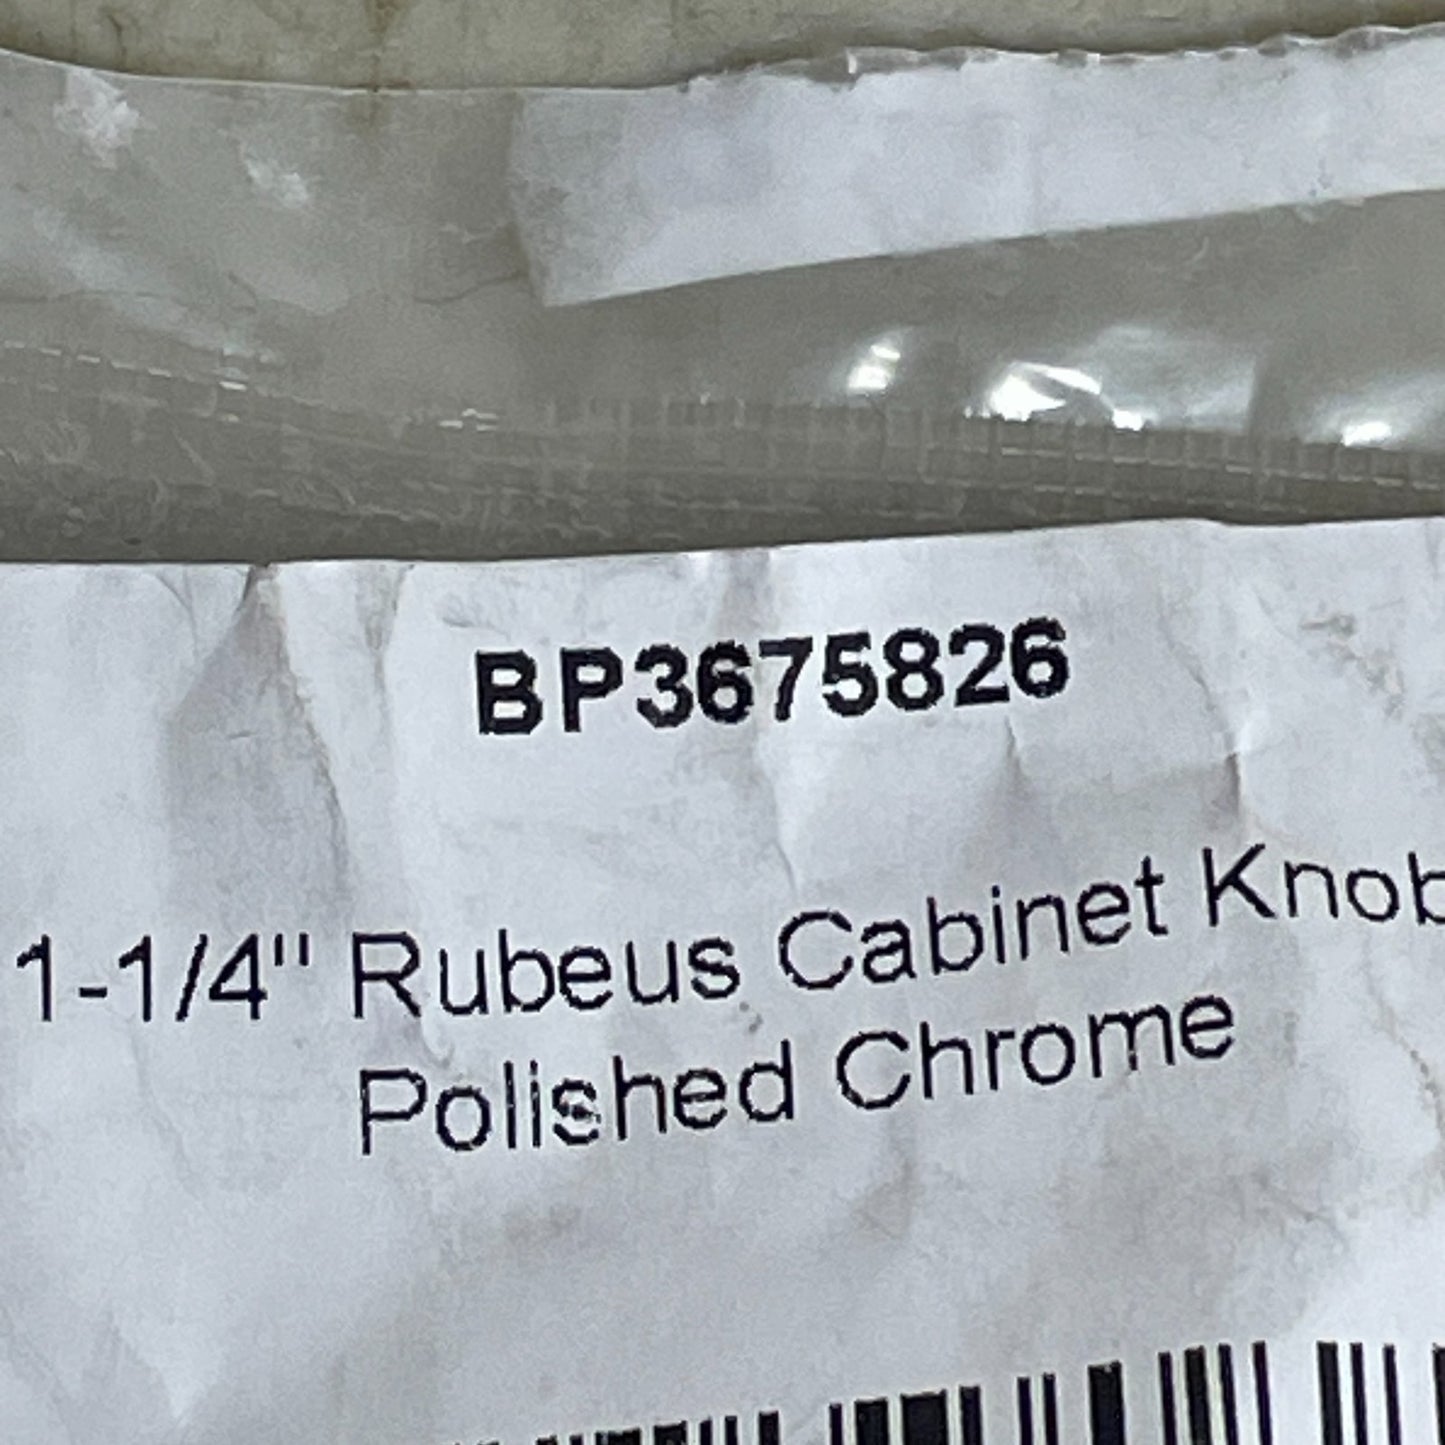 BP3675826
1-1/4" Rubeus Cabinet Knob
Polished Chrome